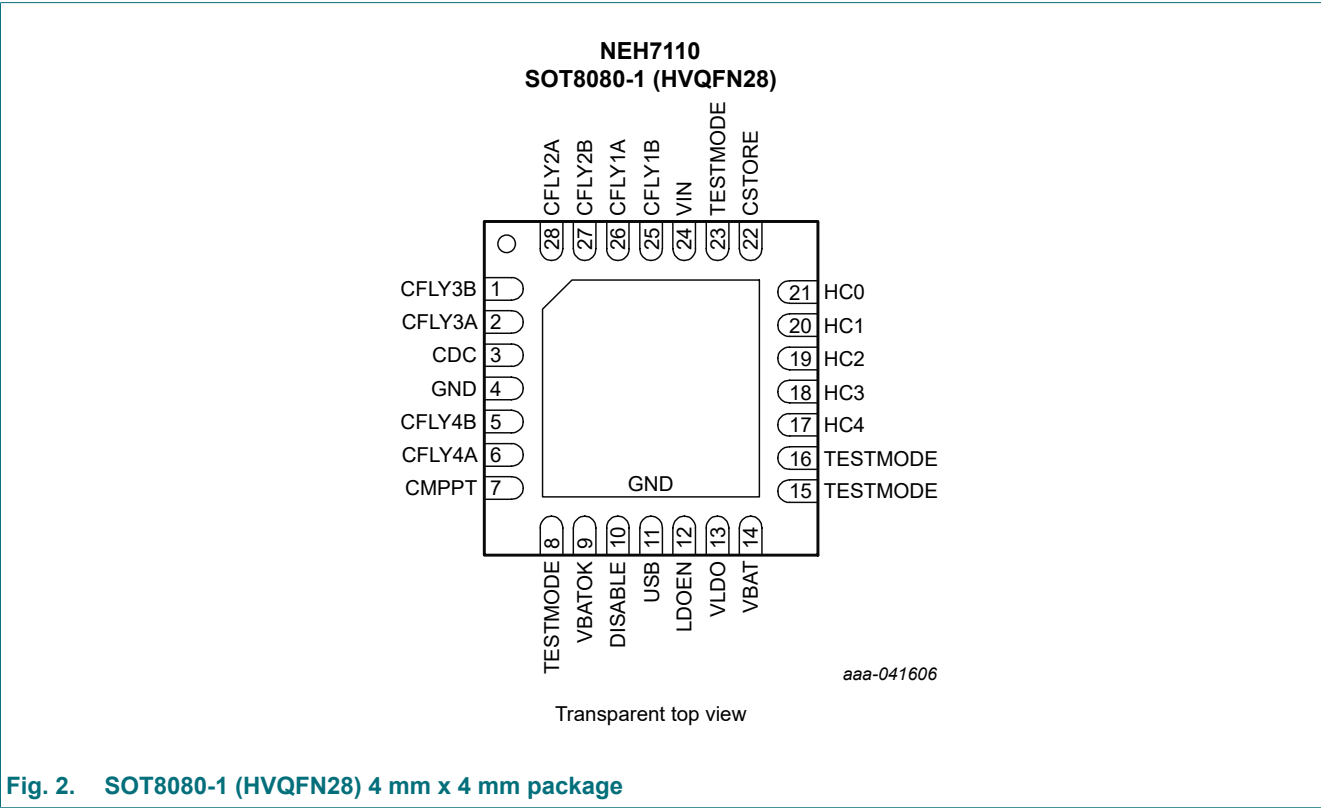 NEH7110
SOT8080-1 (HVQFN28)
CFLY2A
CFLY2B
CFLY1A
CFLY1B
VIN
TESTMODE
CSTORE
28
27
26
25
24
23
22
CFLY3B 1
CFLY3A 2
CDC 3
GND 4
CFLY4B 5
CFLY4A 6
CMPPT 7
21 HC0
20 HC1
19 HC2
18 HC3
17 HC4
16 TESTMODE
15 TESTMODE
GND
8
9
10
11
12
13
14
TESTMODE
VBATOK
DISABLE
USB
LDOEN
VLDO
VBAT
aaa-041606
Transparent top view
Fig. 2. SOT8080-1 (HVQFN28) 4 mm x 4 mm package